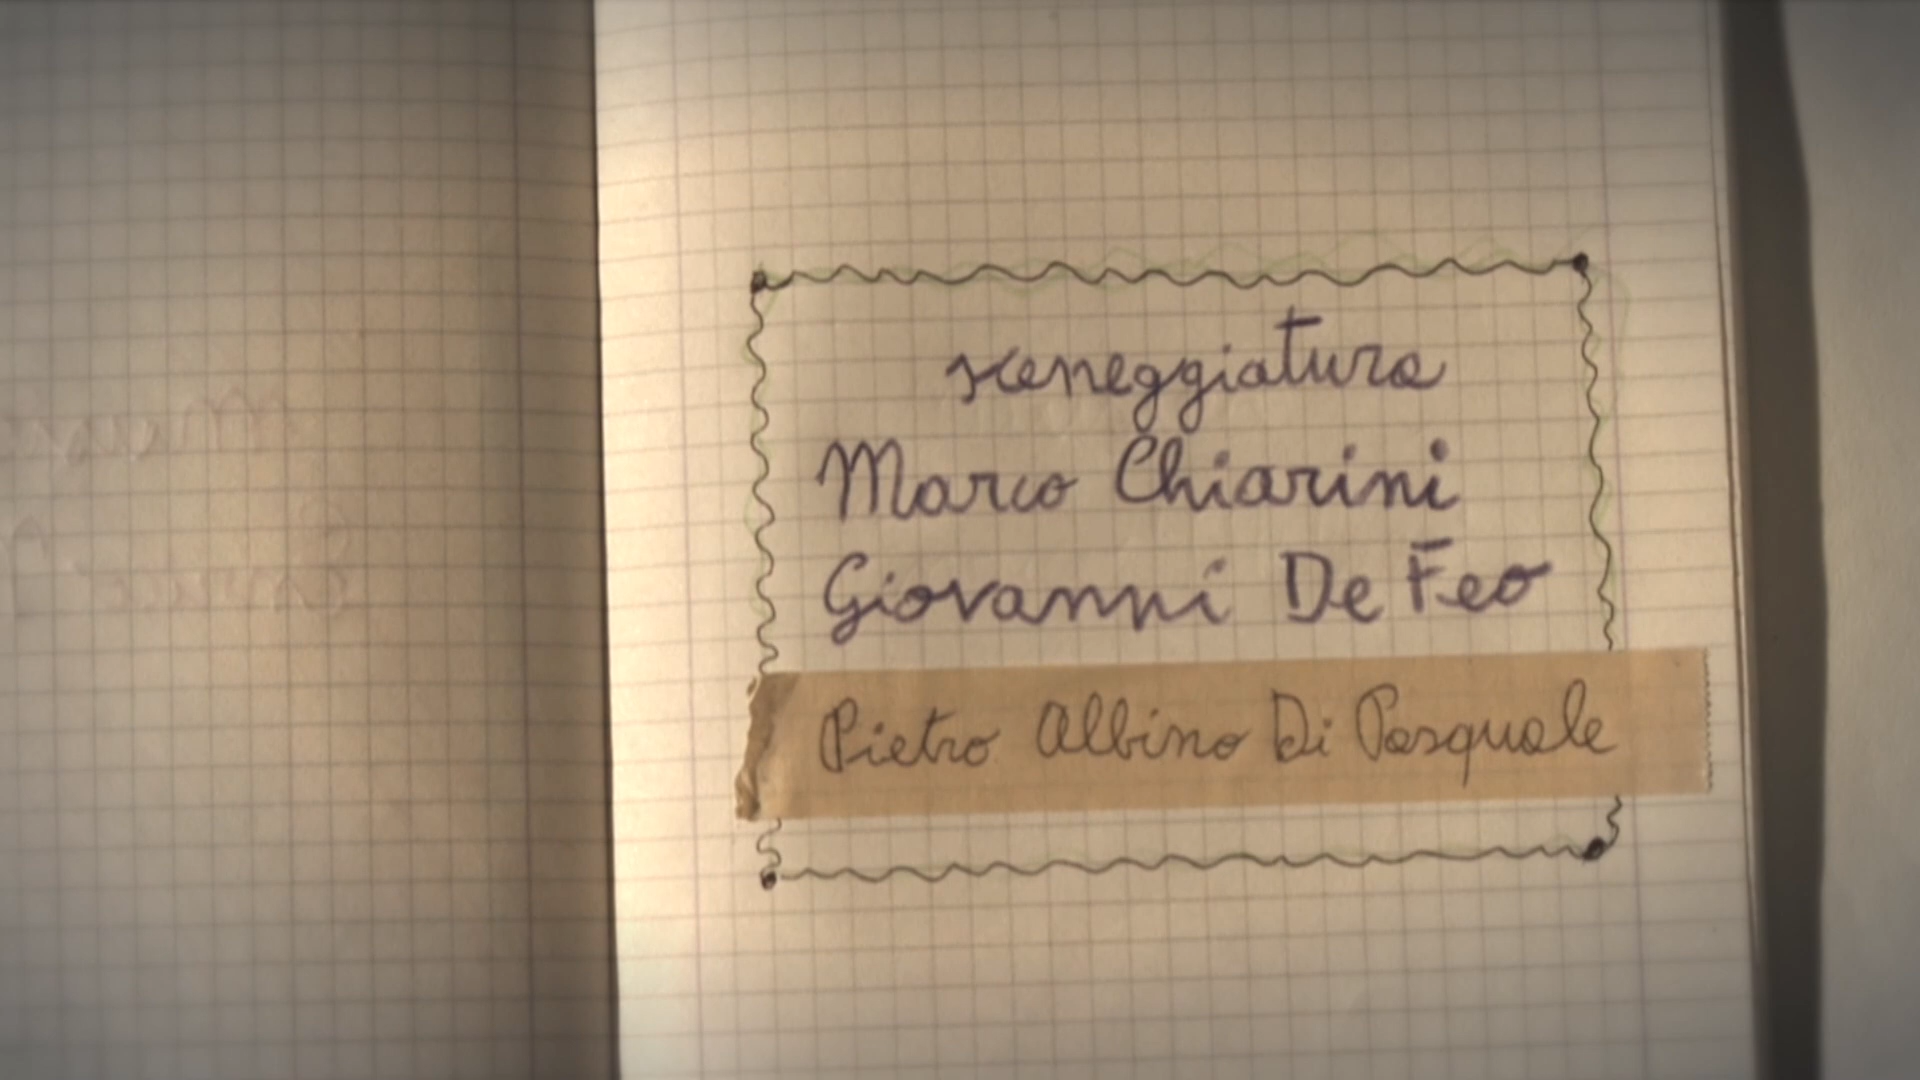 sceneggiatura
Marco Chiarini
Giovanni De Feo
Pietro Albino Di Pasquale